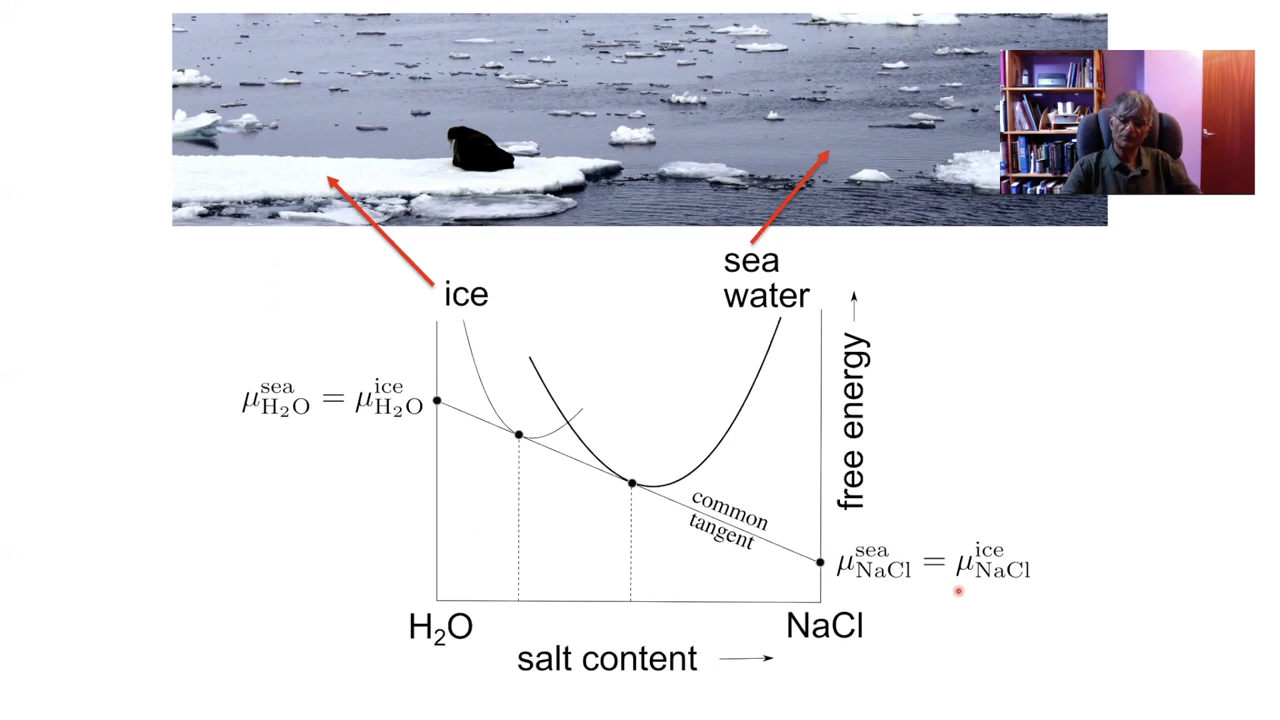 ice
sea
water
μ^sea_H₂O = μ^ice_H₂O
free energy
common
tangent
μ^sea_NaCl = μ^ice_NaCl
H₂O
NaCl
salt content